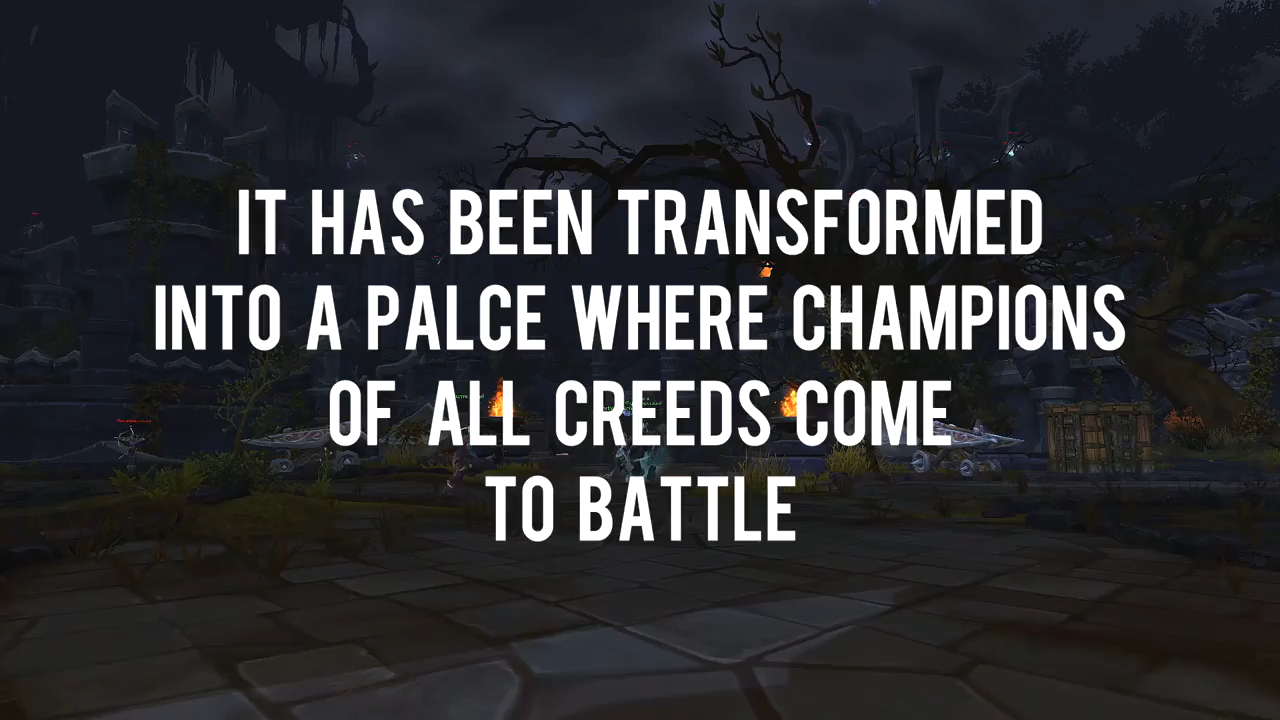 IT HAS BEEN TRANSFORMED
INTO A PALCE WHERE CHAMPIONS
OF ALL CREEDS COME
TO BATTLE